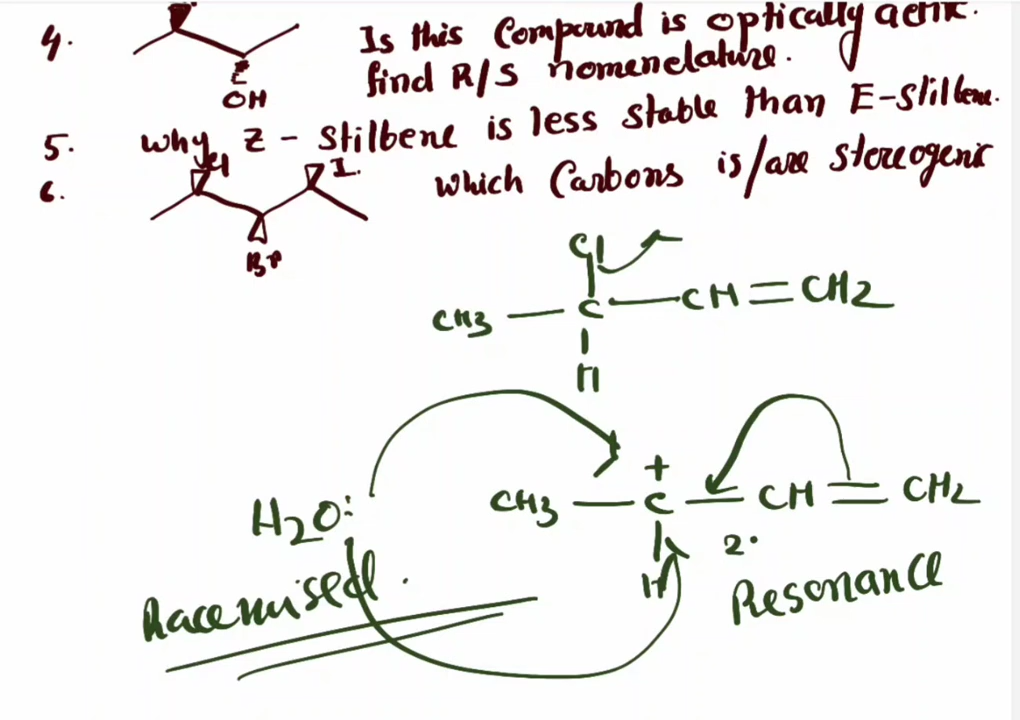 4. Is this Compound is optically active.
OH find R/S nomenclature.
5. why Z - stilbene is less stable than E-stilbene.
6. I. which Carbons is/are stereogenic
Br
Cl
CH3 — C — CH = CH2
H
+
CH3 — C = CH = CH2
H2O: H 2°
Racemised. Resonance